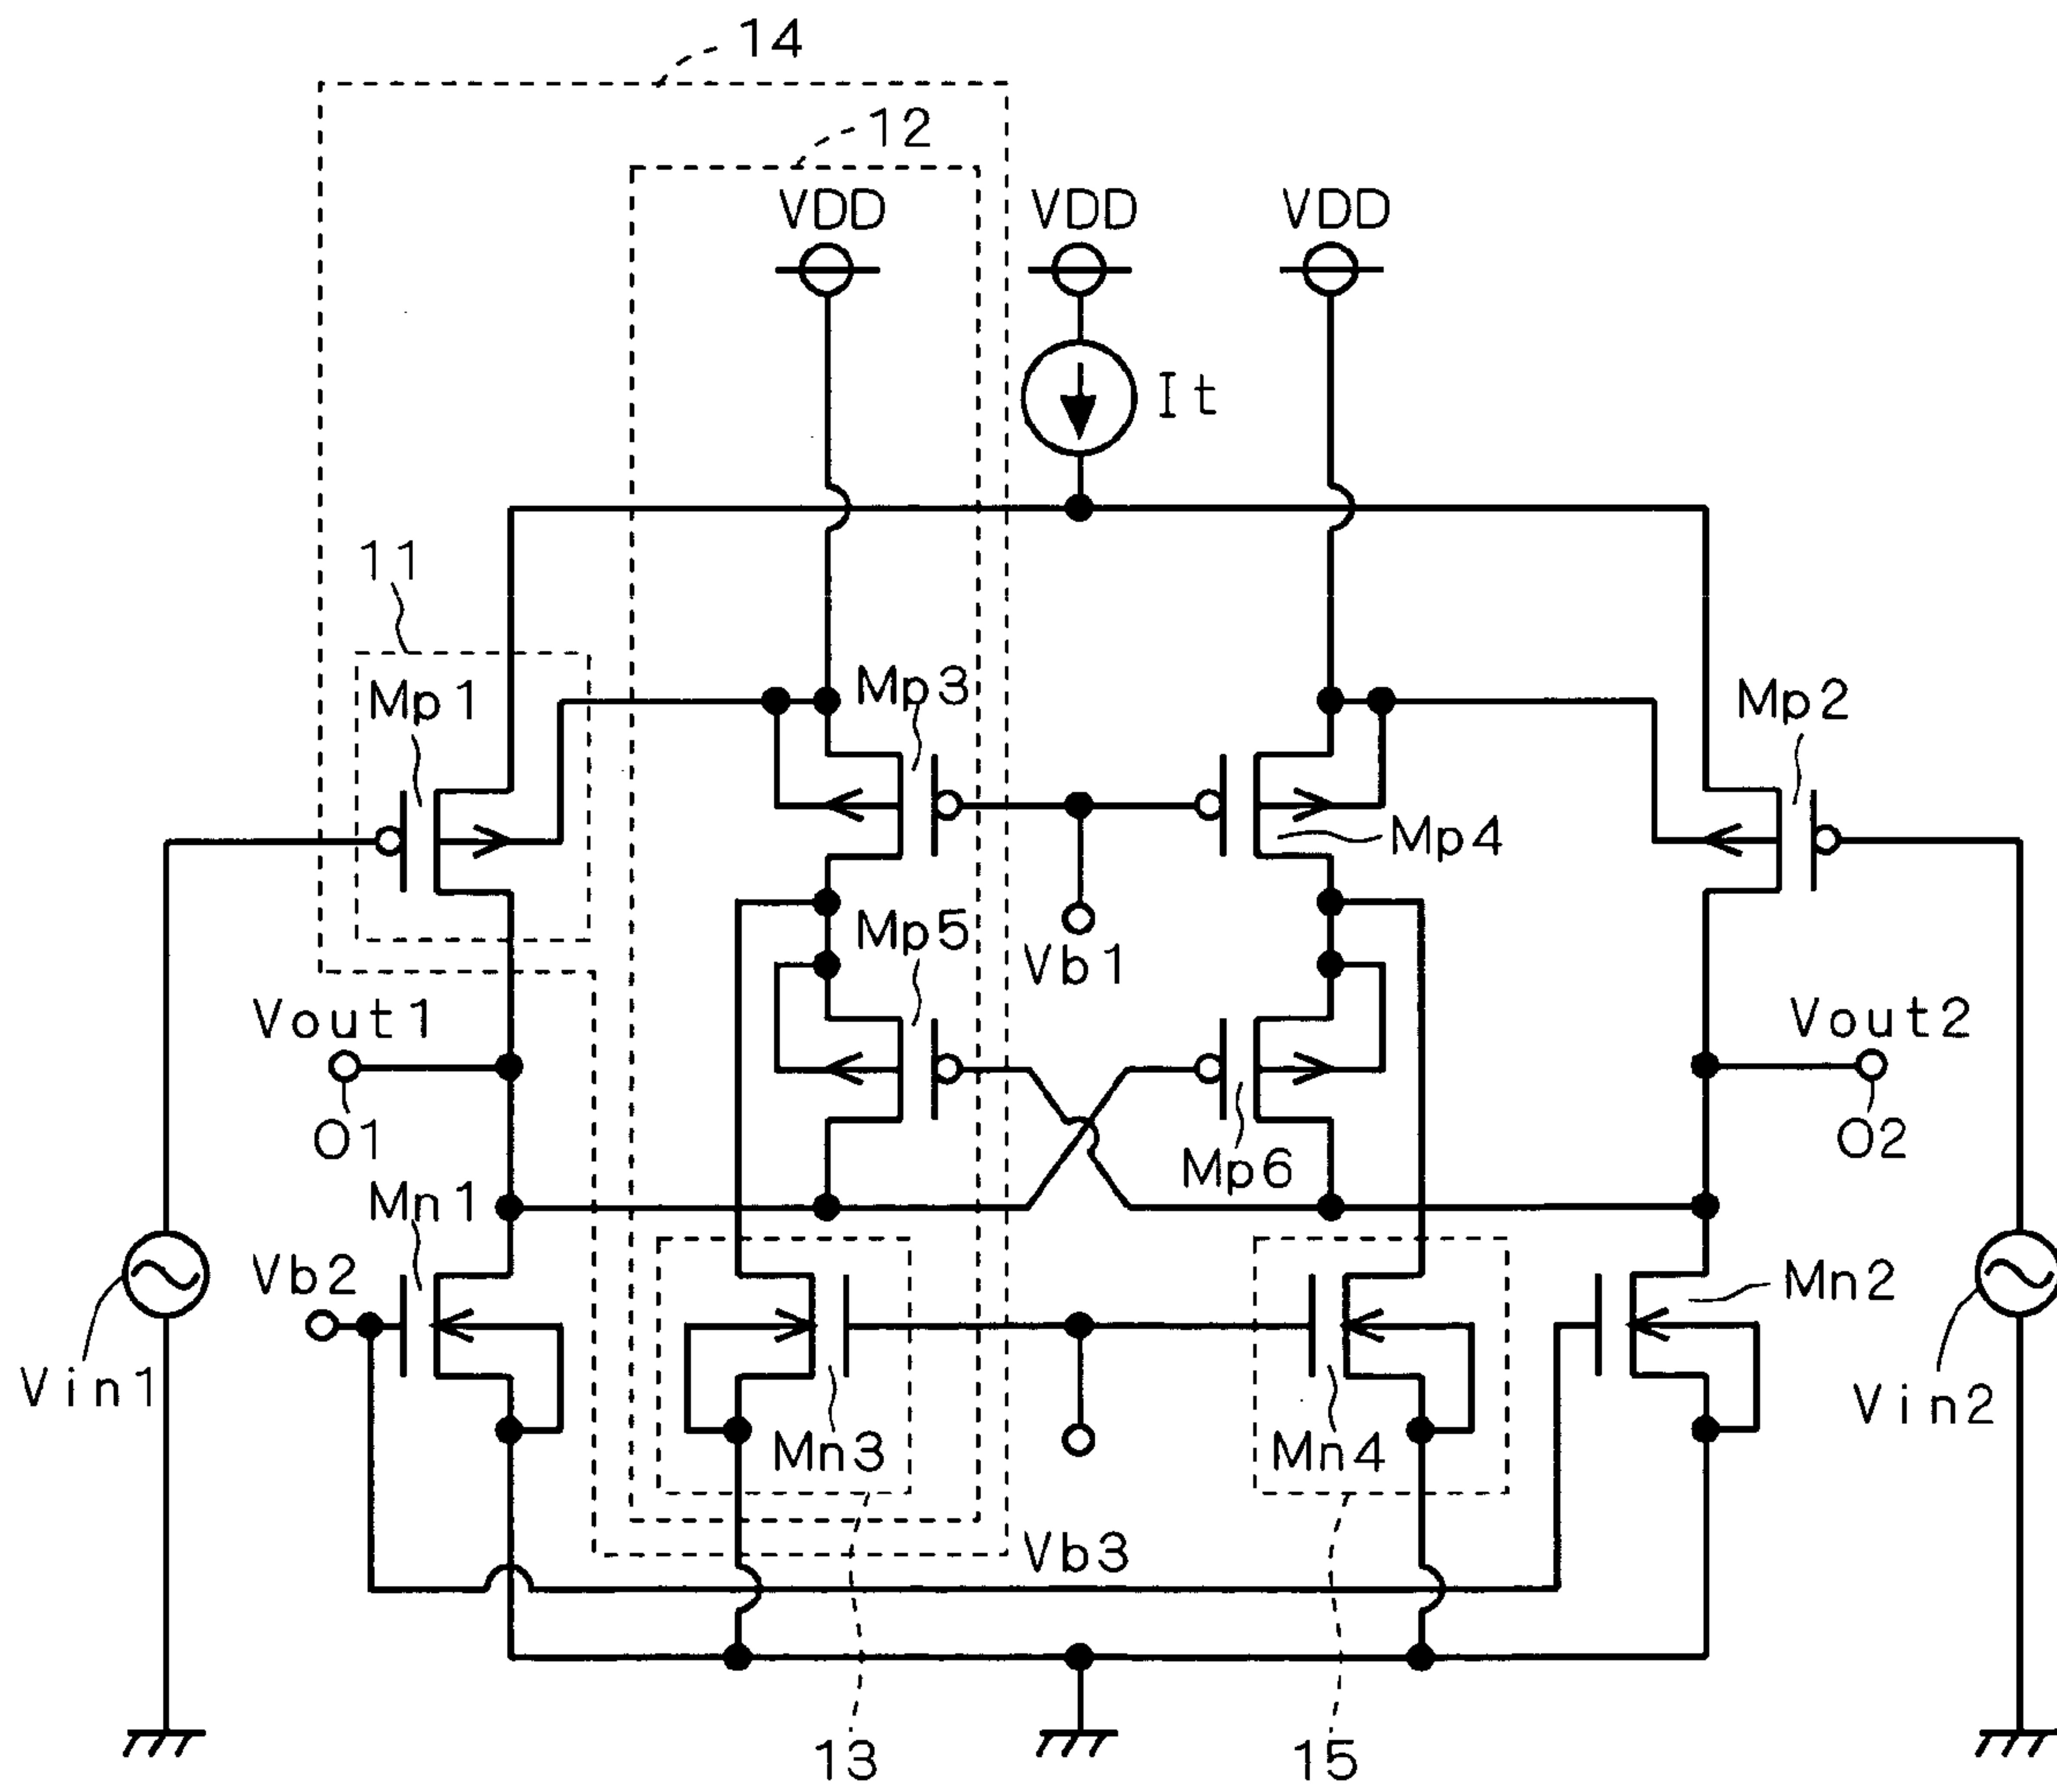 14
12
VDD VDD VDD
It
11
Mp1 Mp3 Mp2
Mp4
Mp5
Vb1
Vout1 Vout2
O1 O2
Mp6
Mn1
Vb2 Mn2
Vin1 Vin2
Mn3 Mn4
Vb3
13 15